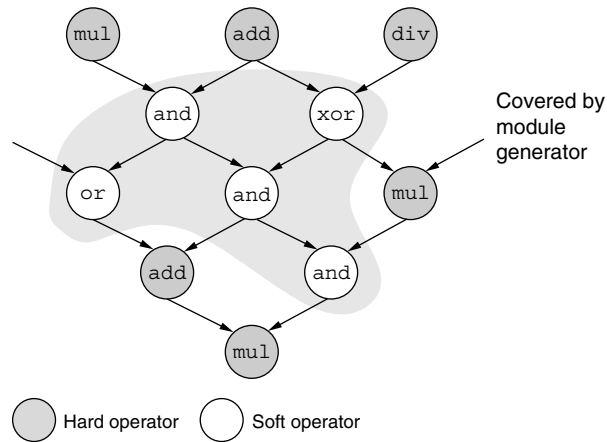 mul
add
div
and
xor
Covered by
module
generator
or
and
mul
add
and
mul
Hard operator
Soft operator